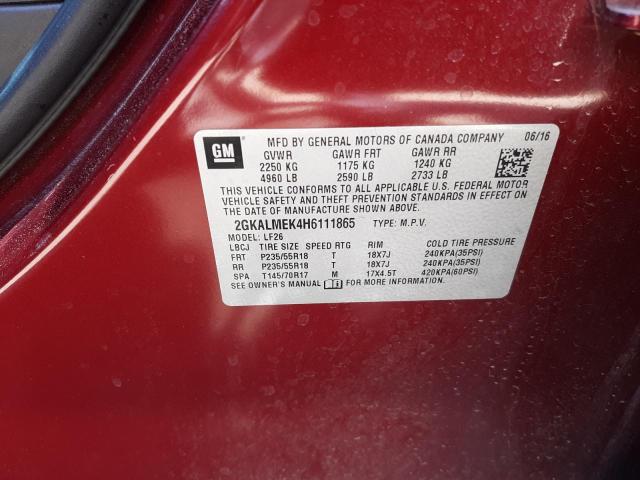 GM
MFD BY GENERAL MOTORS OF CANADA COMPANY 06/16
GVWR GAWR FRT GAWR RR
2250 KG 1175 KG 1240 KG
4960 LB 2590 LB 2733 LB
THIS VEHICLE CONFORMS TO ALL APPLICABLE U.S. FEDERAL MOTOR
VEHICLE SAFETY, BUMPER, AND THEFT PREVENTION STANDARDS IN EFFECT ON
THE DATE OF MANUFACTURE SHOWN ABOVE.
2GKALMEK4H6111865 TYPE: M.P.V.
MODEL: LF26
LBCJ TIRE SIZE SPEED RTG RIM COLD TIRE PRESSURE
FRT P235/55R18 T 18X7J 240KPA(35PSI)
RR P235/55R18 T 18X7J 240KPA(35PSI)
SPA T145/70R17 M 17X4.5T 420KPA(60PSI)
SEE OWNER'S MANUAL FOR MORE INFORMATION.